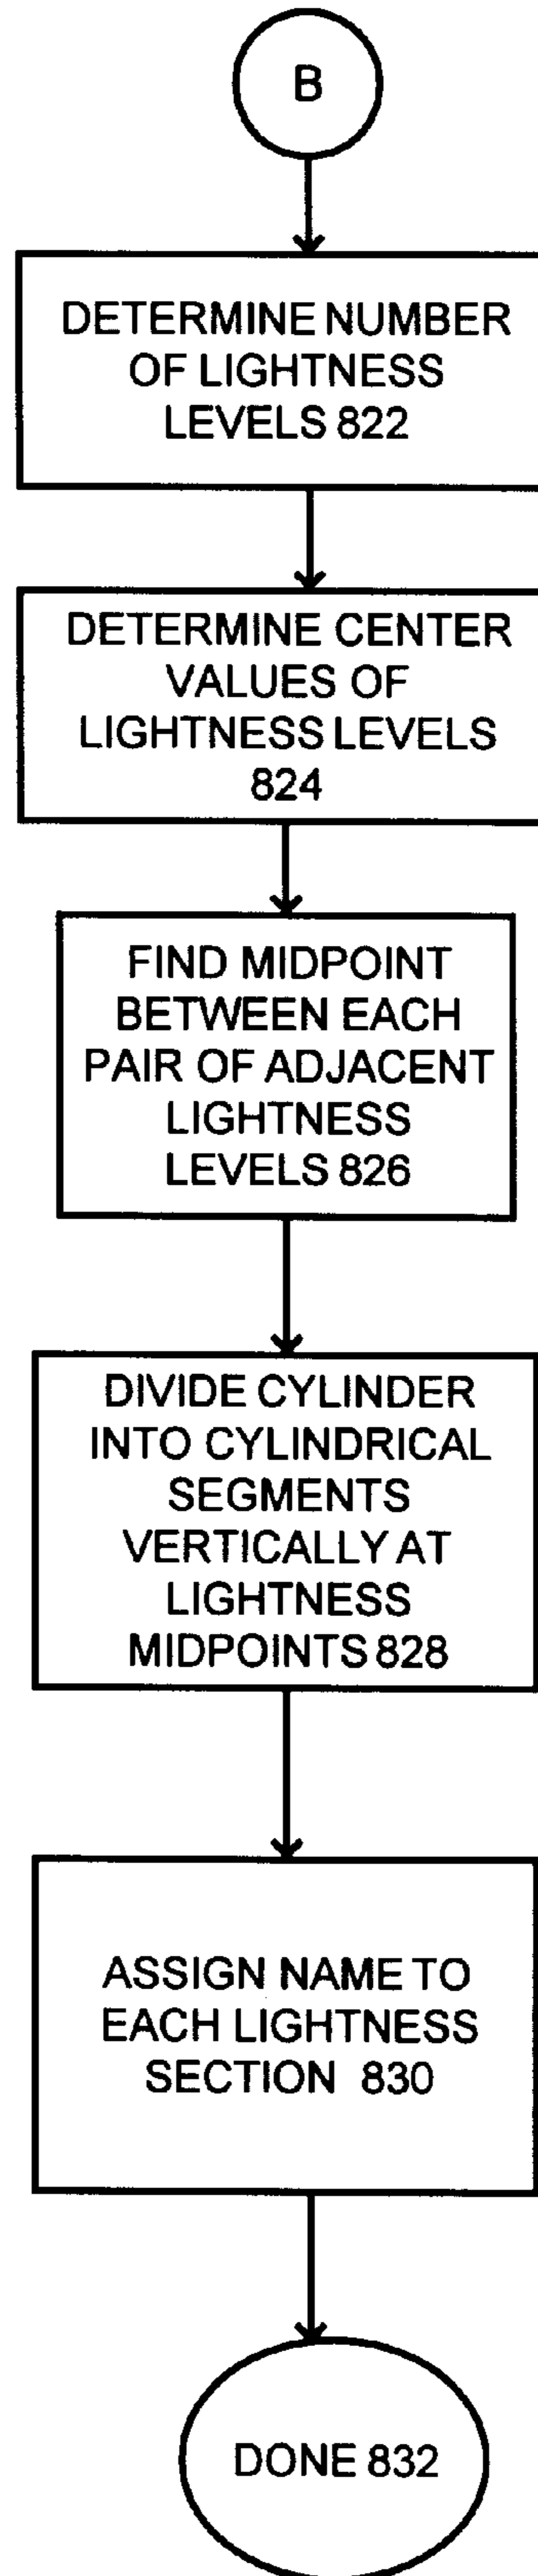 B
DETERMINE NUMBER
OF LIGHTNESS
LEVELS 822
DETERMINE CENTER
VALUES OF
LIGHTNESS LEVELS
824
FIND MIDPOINT
BETWEEN EACH
PAIR OF ADJACENT
LIGHTNESS
LEVELS 826
DIVIDE CYLINDER
INTO CYLINDRICAL
SEGMENTS
VERTICALLY AT
LIGHTNESS
MIDPOINTS 828
ASSIGN NAME TO
EACH LIGHTNESS
SECTION 830
DONE 832